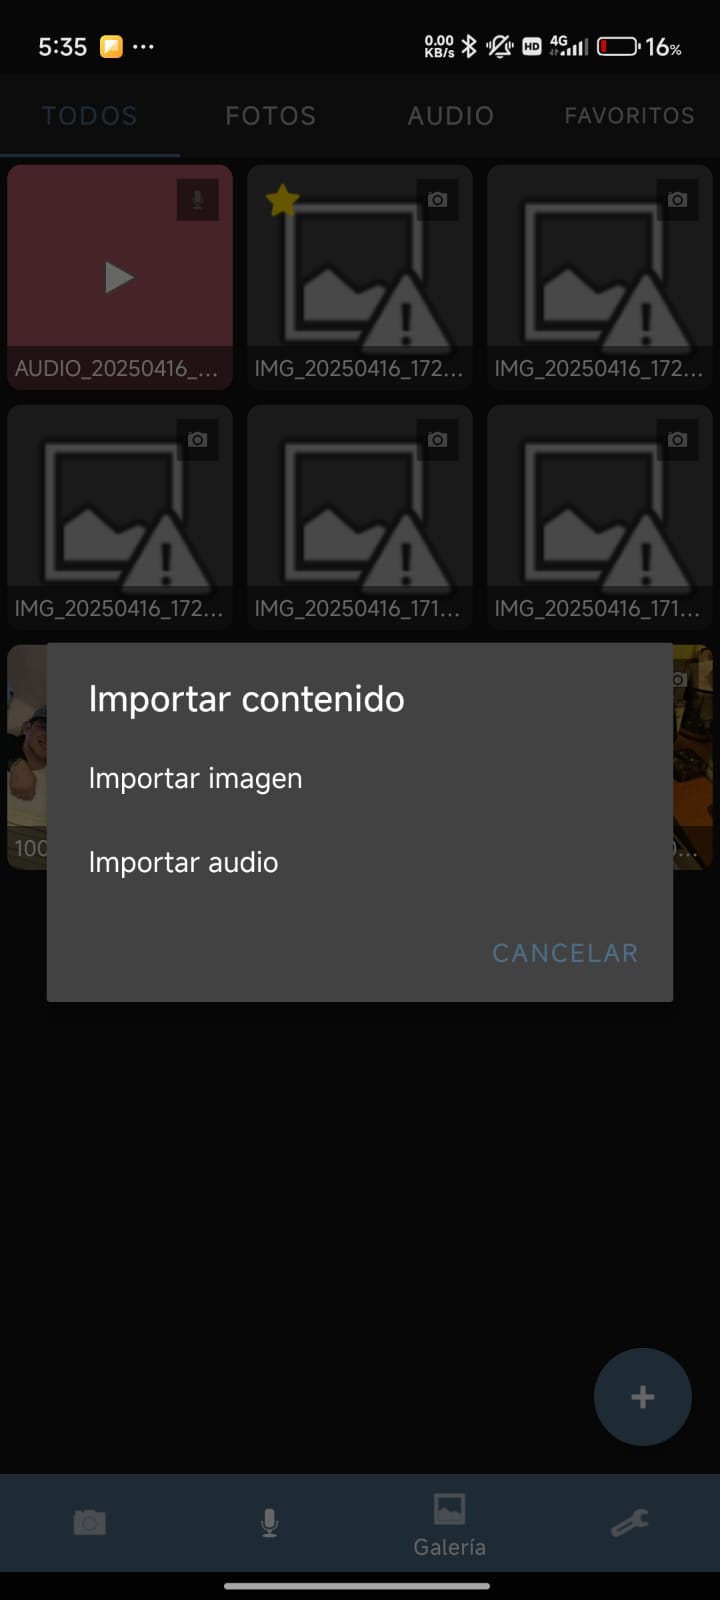 5:35 ... 0.00 KB/s HD 4G 16%
TODOS FOTOS AUDIO FAVORITOS
AUDIO_20250416_... IMG_20250416_172... IMG_20250416_172...
IMG_20250416_172... IMG_20250416_171... IMG_20250416_171...
Importar contenido
Importar imagen
Importar audio
100
CANCELAR
Galería